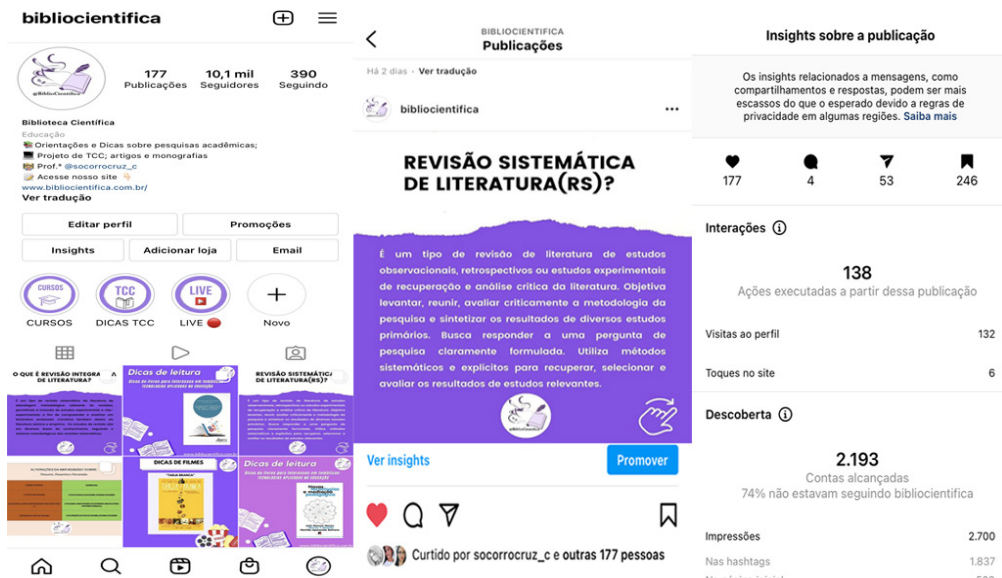 bibliocientifica
177
10,1 mil
390
Publicações
Seguidores
Seguindo
@BiblioCientífica
Biblioteca Científica
Educação
Orientações e Dicas sobre pesquisas acadêmicas;
Projeto de TCC; artigos e monografias
Prof.ª @socorrocruz_c
Acesse nosso site
www.bibliocientifica.com.br/
Ver tradução
Editar perfil
Promoções
Insights
Adicionar loja
Email
CURSOS
TCC
LIVE
CURSOS
DICAS TCC
LIVE
Novo
O QUE É REVISÃO INTEGRA
DE LITERATURA?
Dicas de leitura
REVISÃO SISTEMÁTIC
DE LITERATURA(RS)?
DICAS DE FILMES
Dicas de leitura
BIBLIOCIENTIFICA
Publicações
Há 2 dias · Ver tradução
bibliocientifica
REVISÃO SISTEMÁTICA
DE LITERATURA(RS)?
É um tipo de revisão de literatura de estudos
observacionais, retrospectivos ou estudos experimentais
de recuperação e análise crítica da literatura. Objetiva
levantar, reunir, avaliar criticamente a metodologia da
pesquisa e sintetizar os resultados de diversos estudos
primários. Busca responder a uma pergunta de
pesquisa claramente formulada. Utiliza métodos
sistemáticos e explícitos para recuperar, selecionar e
avaliar os resultados de estudos relevantes.
Ver insights
Promover
Curtido por socorrocruz_c e outras 177 pessoas
Insights sobre a publicação
Os insights relacionados a mensagens, como
compartilhamentos e respostas, podem ser mais
escassos do que o esperado devido a regras de
privacidade em algumas regiões. Saiba mais
177
4
53
246
Interações
138
Ações executadas a partir dessa publicação
Visitas ao perfil
132
Toques no site
6
Descoberta
2.193
Contas alcançadas
74% não estavam seguindo bibliocientifica
Impressões
2.700
Nas hashtags
1.837